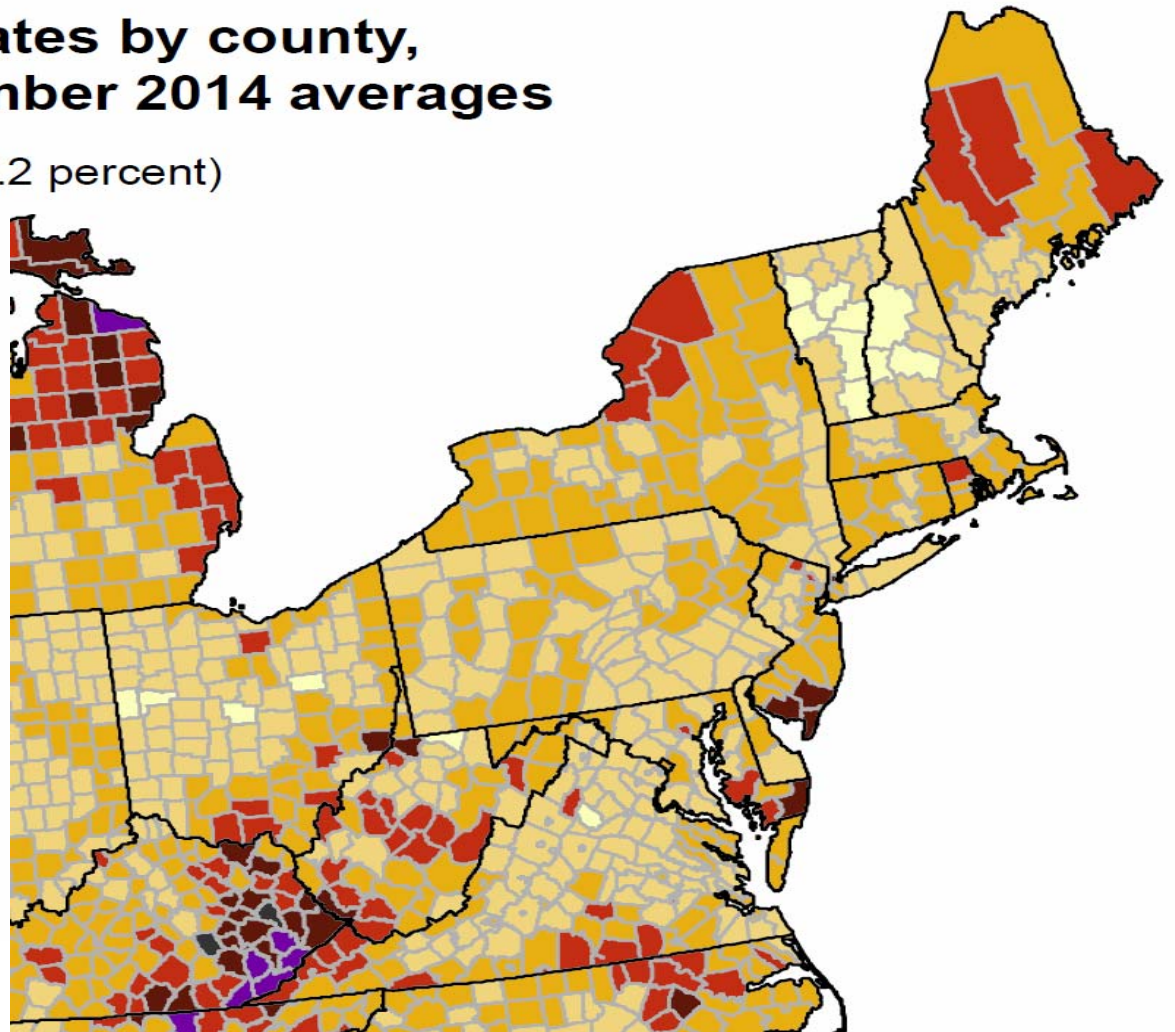 ates by county,
nber 2014 averages
.2 percent)